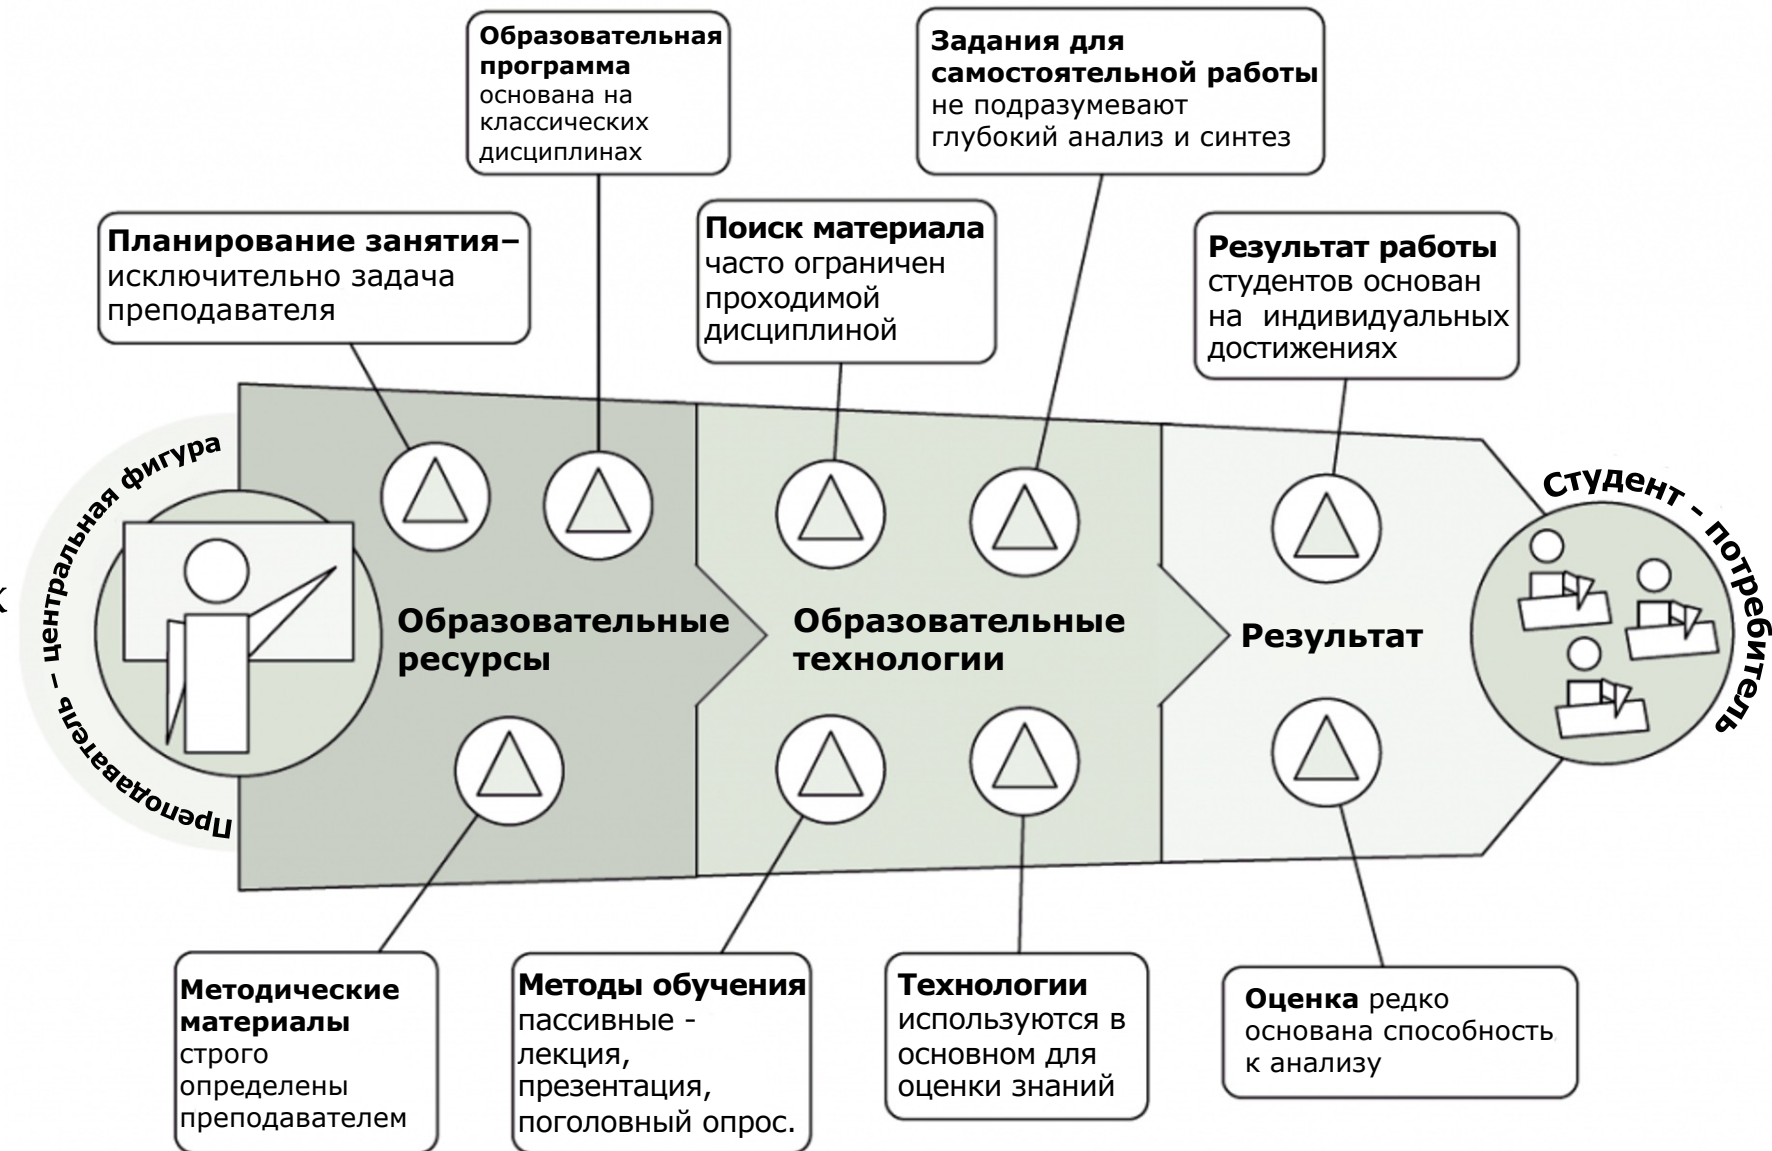 Образовательная
программа
основана на
классических
дисциплинах
Задания для
самостоятельной работы
не подразумевают
глубокий анализ и синтез
Планирование занятия–
исключительно задача
преподавателя
Поиск материала
часто ограничен
проходимой
дисциплиной
Результат работы
студентов основан
на индивидуальных
достижениях
к
Преподаватель – центральная фигура
Образовательные
ресурсы
Образовательные
технологии
Результат
Студент - потребитель
Методические
материалы
строго
определены
преподавателем
Методы обучения
пассивные -
лекция,
презентация,
поголовный опрос.
Технологии
используются в
основном для
оценки знаний
Оценка редко
основана способность
к анализу